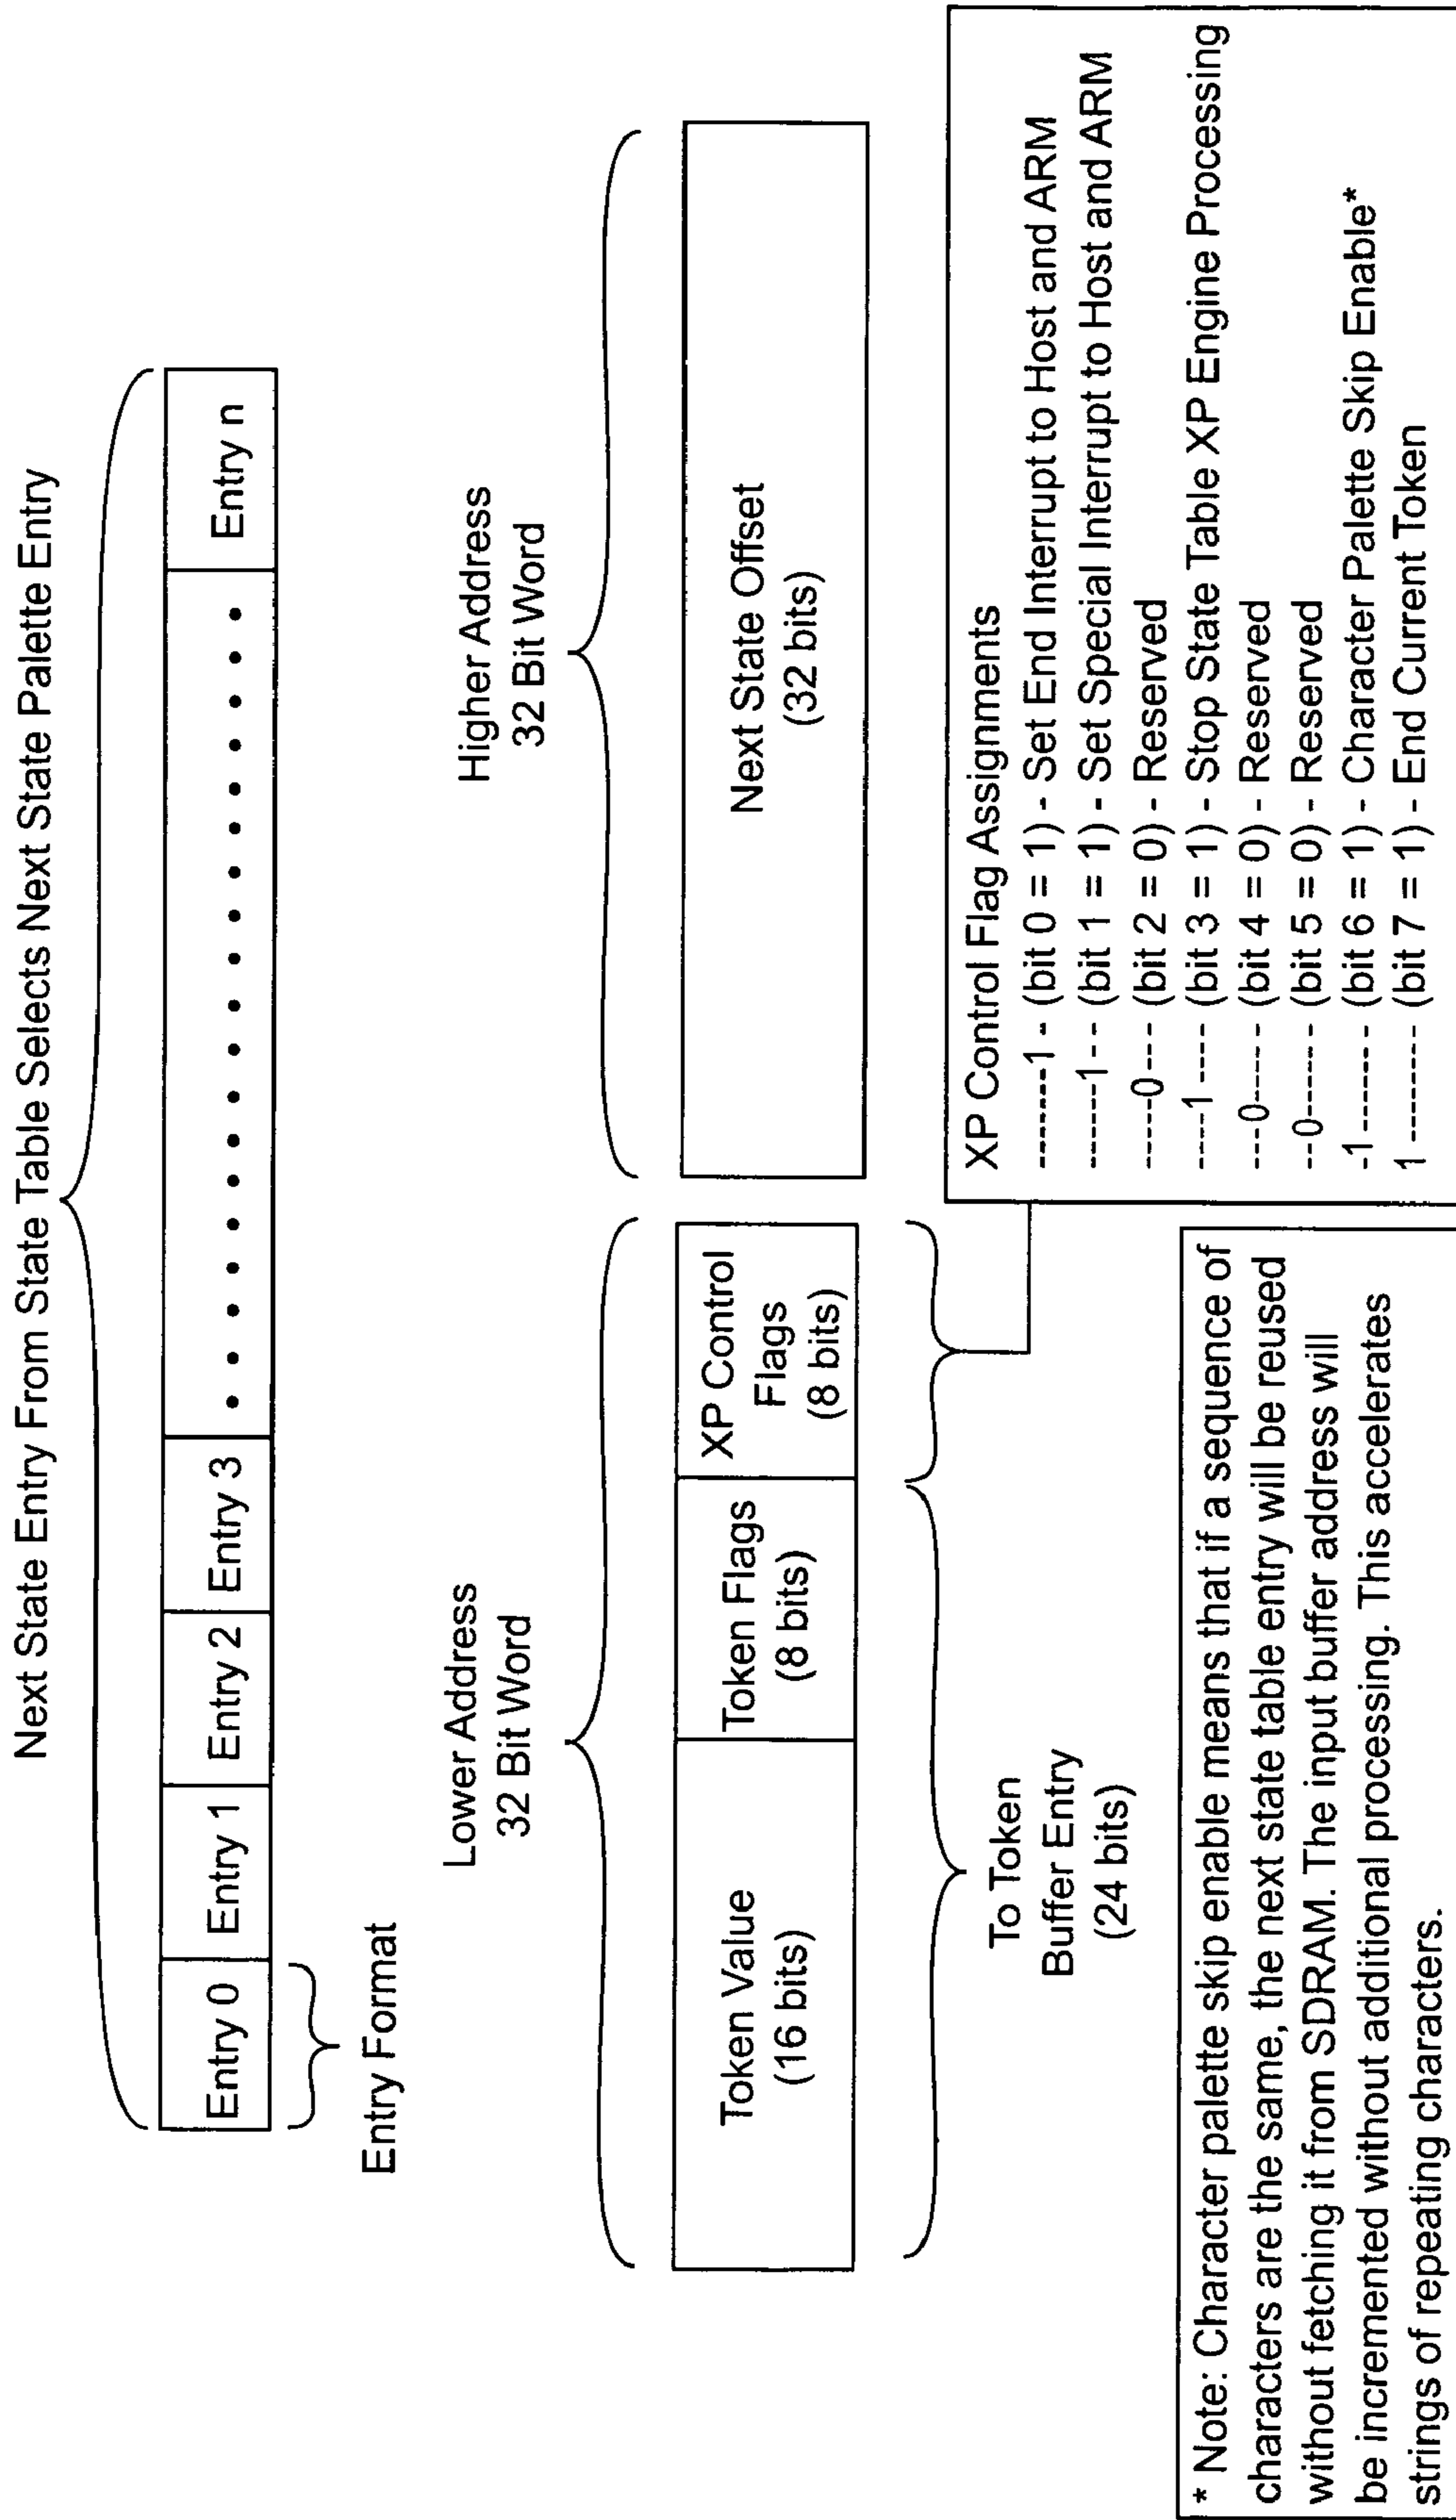 Next State Entry From State Table Selects Next State Palette Entry
Entry 0 Entry 1 Entry 2 Entry 3 Entry n
Entry Format
Lower Address
32 Bit Word
Higher Address
32 Bit Word
Token Value
(16 bits)
Token Flags
(8 bits)
XP Control
Flags
(8 bits)
Next State Offset
(32 bits)
To Token
Buffer Entry
(24 bits)
XP Control Flag Assignments
-------1 - (bit 0 = 1) - Set End Interrupt to Host and ARM
------1-- (bit 1 = 1) - Set Special Interrupt to Host and ARM
-----0--- (bit 2 = 0) - Reserved
----1 ---- (bit 3 = 1) - Stop State Table XP Engine Processing
---0----- (bit 4 = 0) - Reserved
--0------ (bit 5 = 0) - Reserved
-1------- (bit 6 = 1) - Character Palette Skip Enable*
1 -------- (bit 7 = 1) - End Current Token
* Note: Character palette skip enable means that if a sequence of
characters are the same, the next state table entry will be reused
without fetching it from SDRAM. The input buffer address will
be incremented without additional processing. This accelerates
strings of repeating characters.